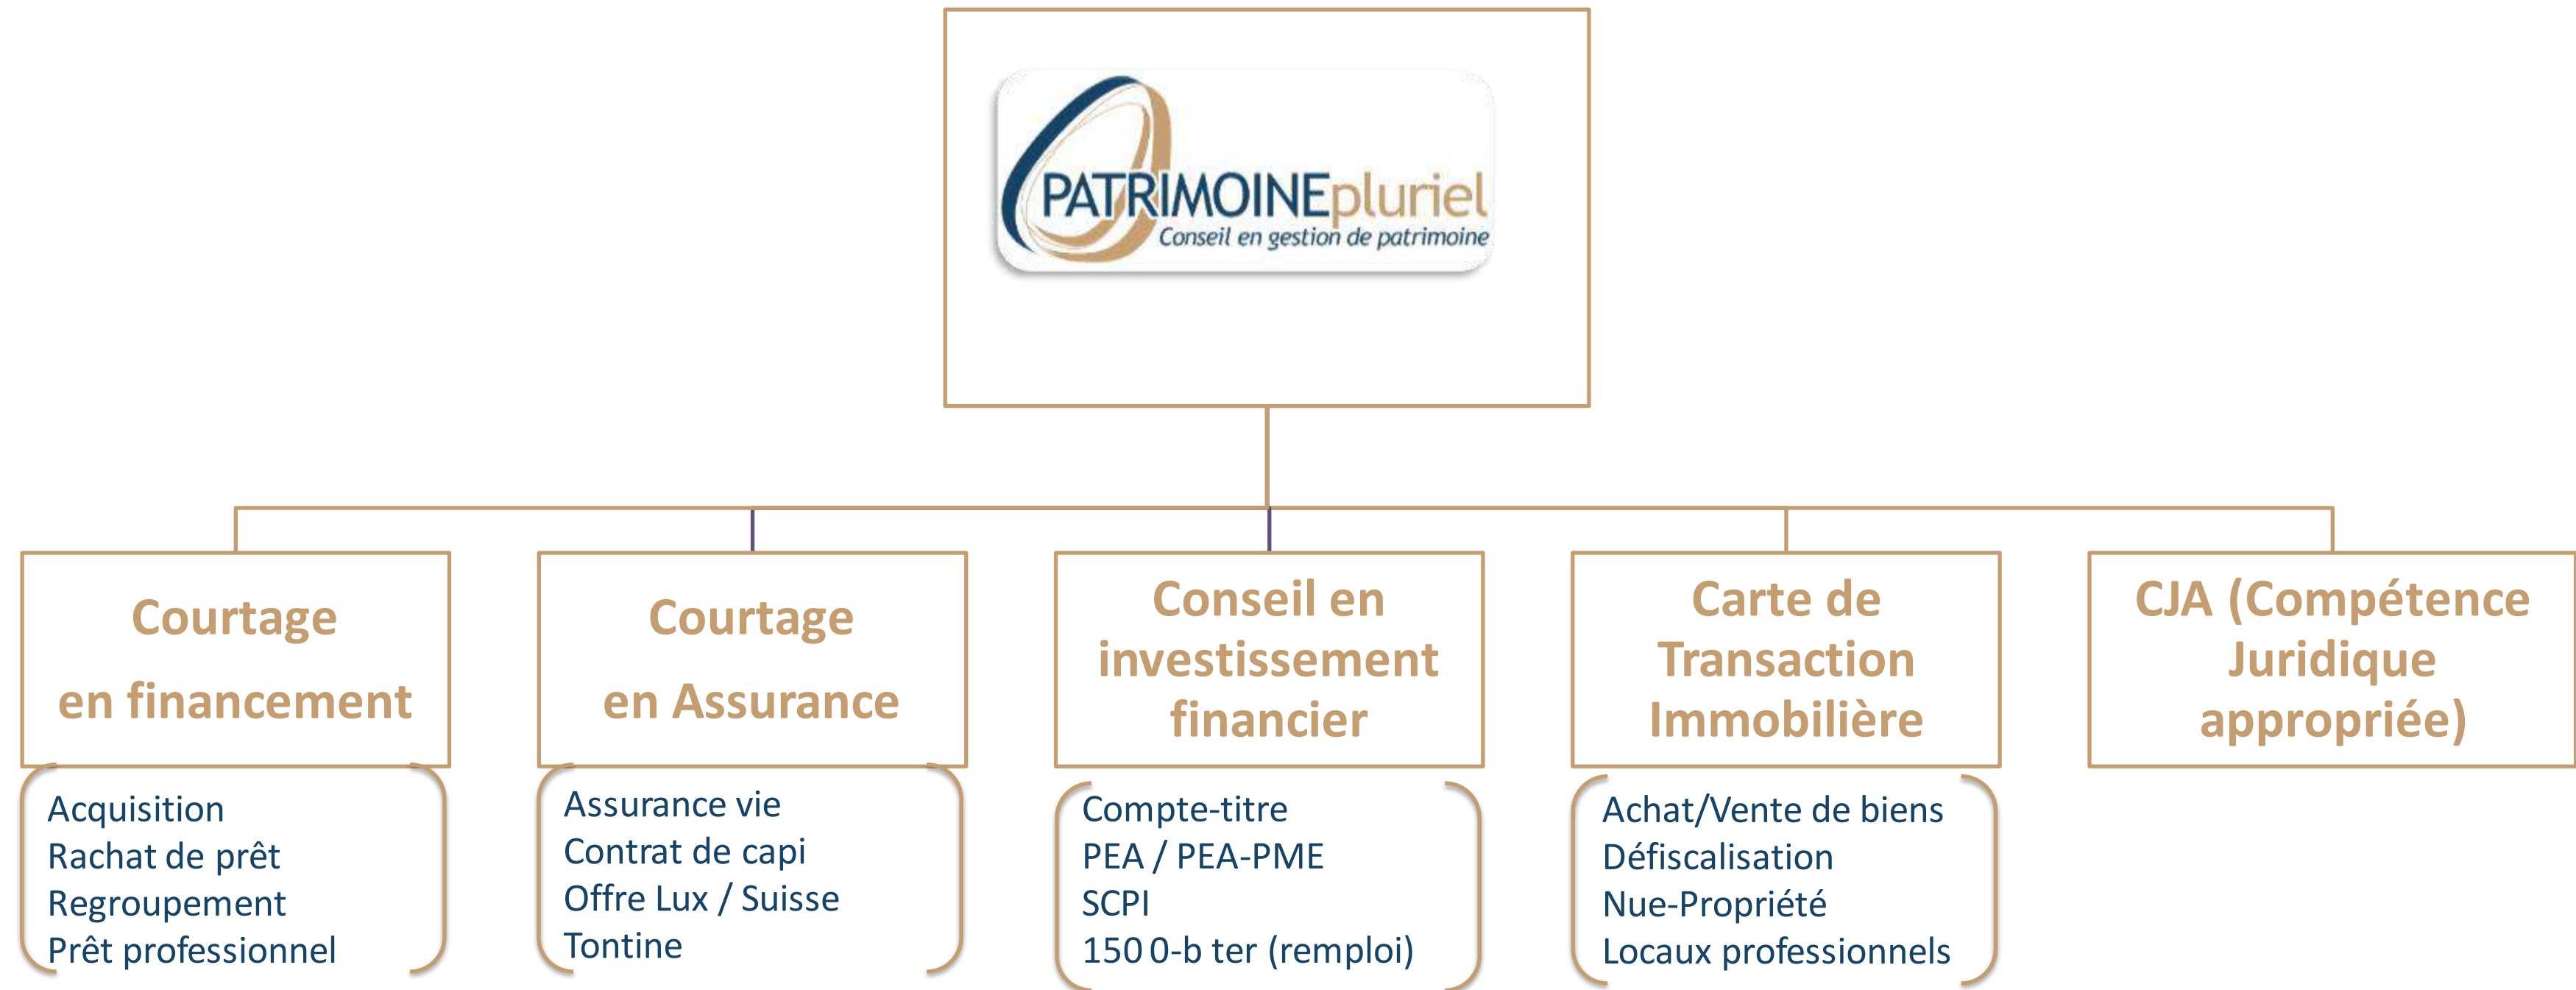 PATRIMOINEpluriel
Conseil en gestion de patrimoine
Courtage
en financement
Acquisition
Rachat de prêt
Regroupement
Prêt professionnel
Courtage
en Assurance
Assurance vie
Contrat de capi
Offre Lux / Suisse
Tontine
Conseil en
investissement
financier
Compte-titre
PEA / PEA-PME
SCPI
150 0-b ter (remploi)
Carte de
Transaction
Immobilière
Achat/Vente de biens
Défiscalisation
Nue-Propriété
Locaux professionnels
CJA (Compétence
Juridique
appropriée)